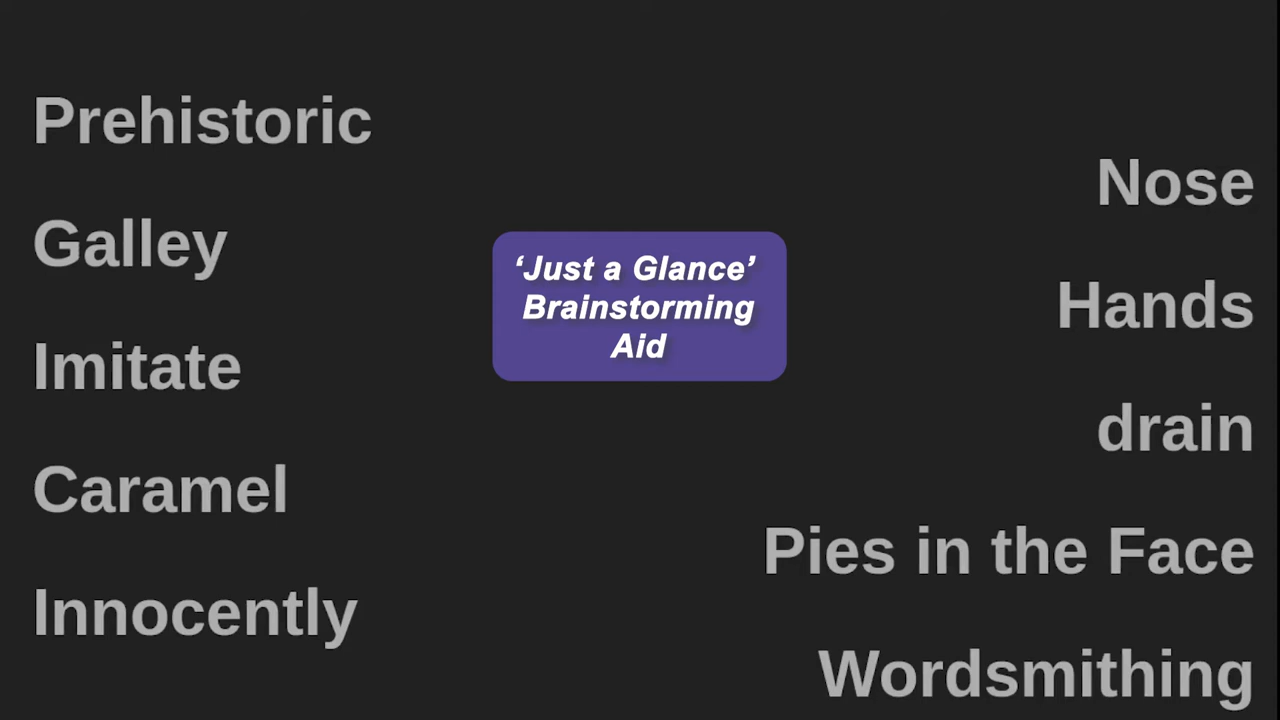 Prehistoric
Galley
Imitate
Caramel
Innocently
‘Just a Glance’
Brainstorming
Aid
Nose
Hands
drain
Pies in the Face
Wordsmithing